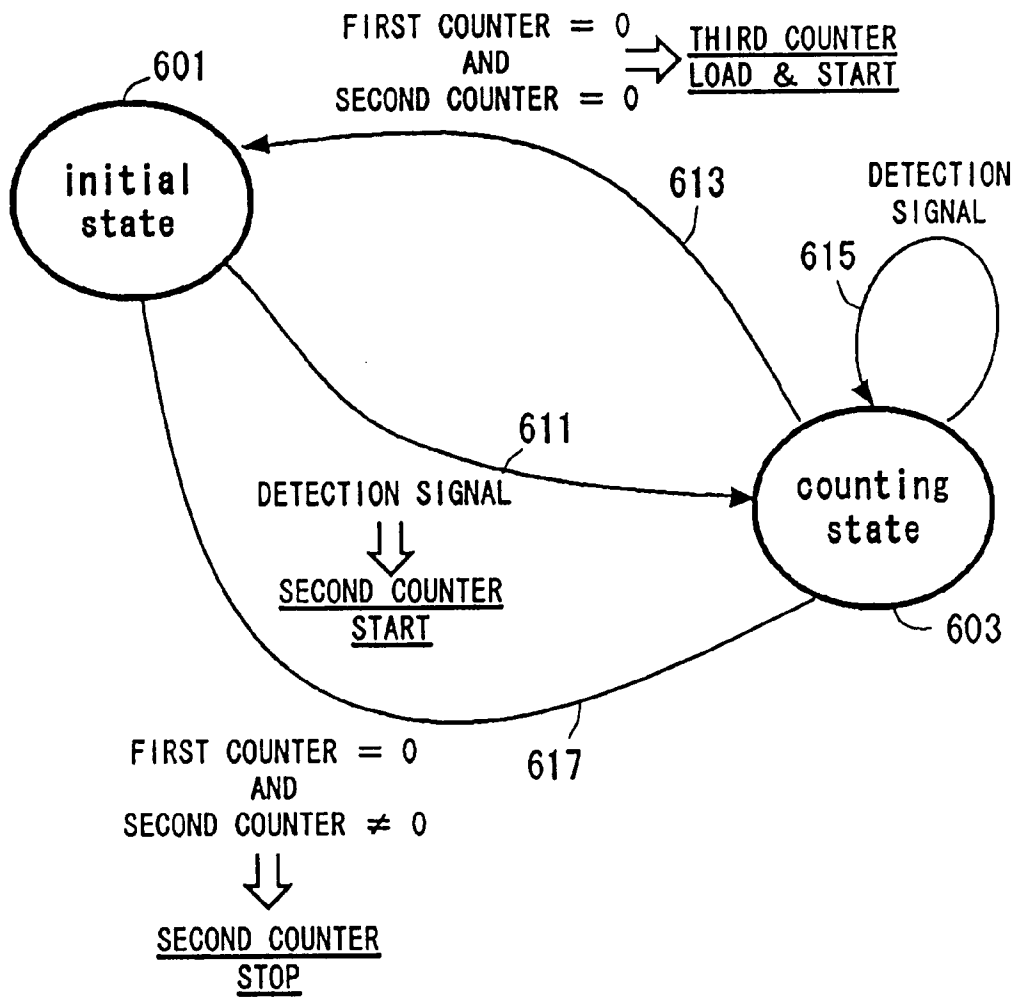 FIRST COUNTER = 0
AND
SECOND COUNTER = 0
THIRD COUNTER
LOAD & START
601
initial
state
613
DETECTION
SIGNAL
615
611
DETECTION SIGNAL
SECOND COUNTER
START
counting
state
603
617
FIRST COUNTER = 0
AND
SECOND COUNTER ≠ 0
SECOND COUNTER
STOP